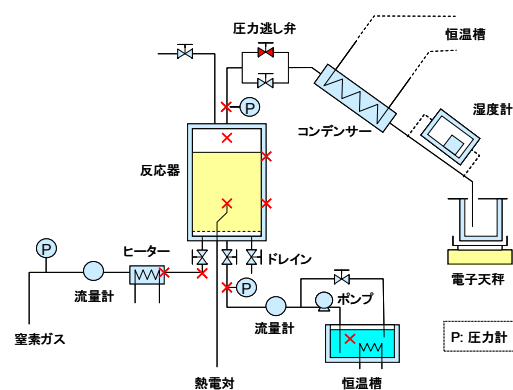 圧力逃し弁
恒温槽
P
コンデンサー
湿度計
反応器
P
ヒーター
ドレイン
P
電子天秤
流量計
ポンプ
流量計
窒素ガス
P: 圧力計
熱電対
恒温槽